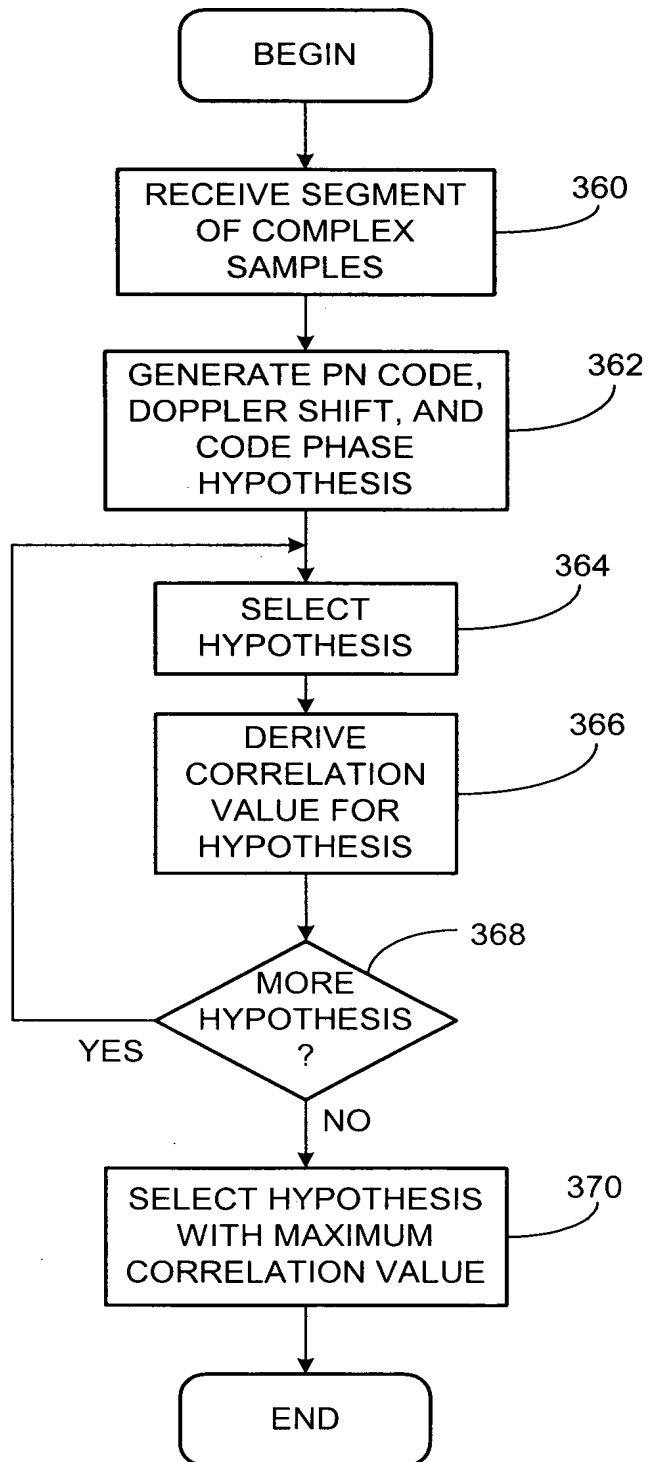 BEGIN
RECEIVE SEGMENT
OF COMPLEX
SAMPLES
360
GENERATE PN CODE,
DOPPLER SHIFT, AND
CODE PHASE
HYPOTHESIS
362
SELECT
HYPOTHESIS
364
DERIVE
CORRELATION
VALUE FOR
HYPOTHESIS
366
MORE
HYPOTHESIS
?
368
YES
NO
SELECT HYPOTHESIS
WITH MAXIMUM
CORRELATION VALUE
370
END